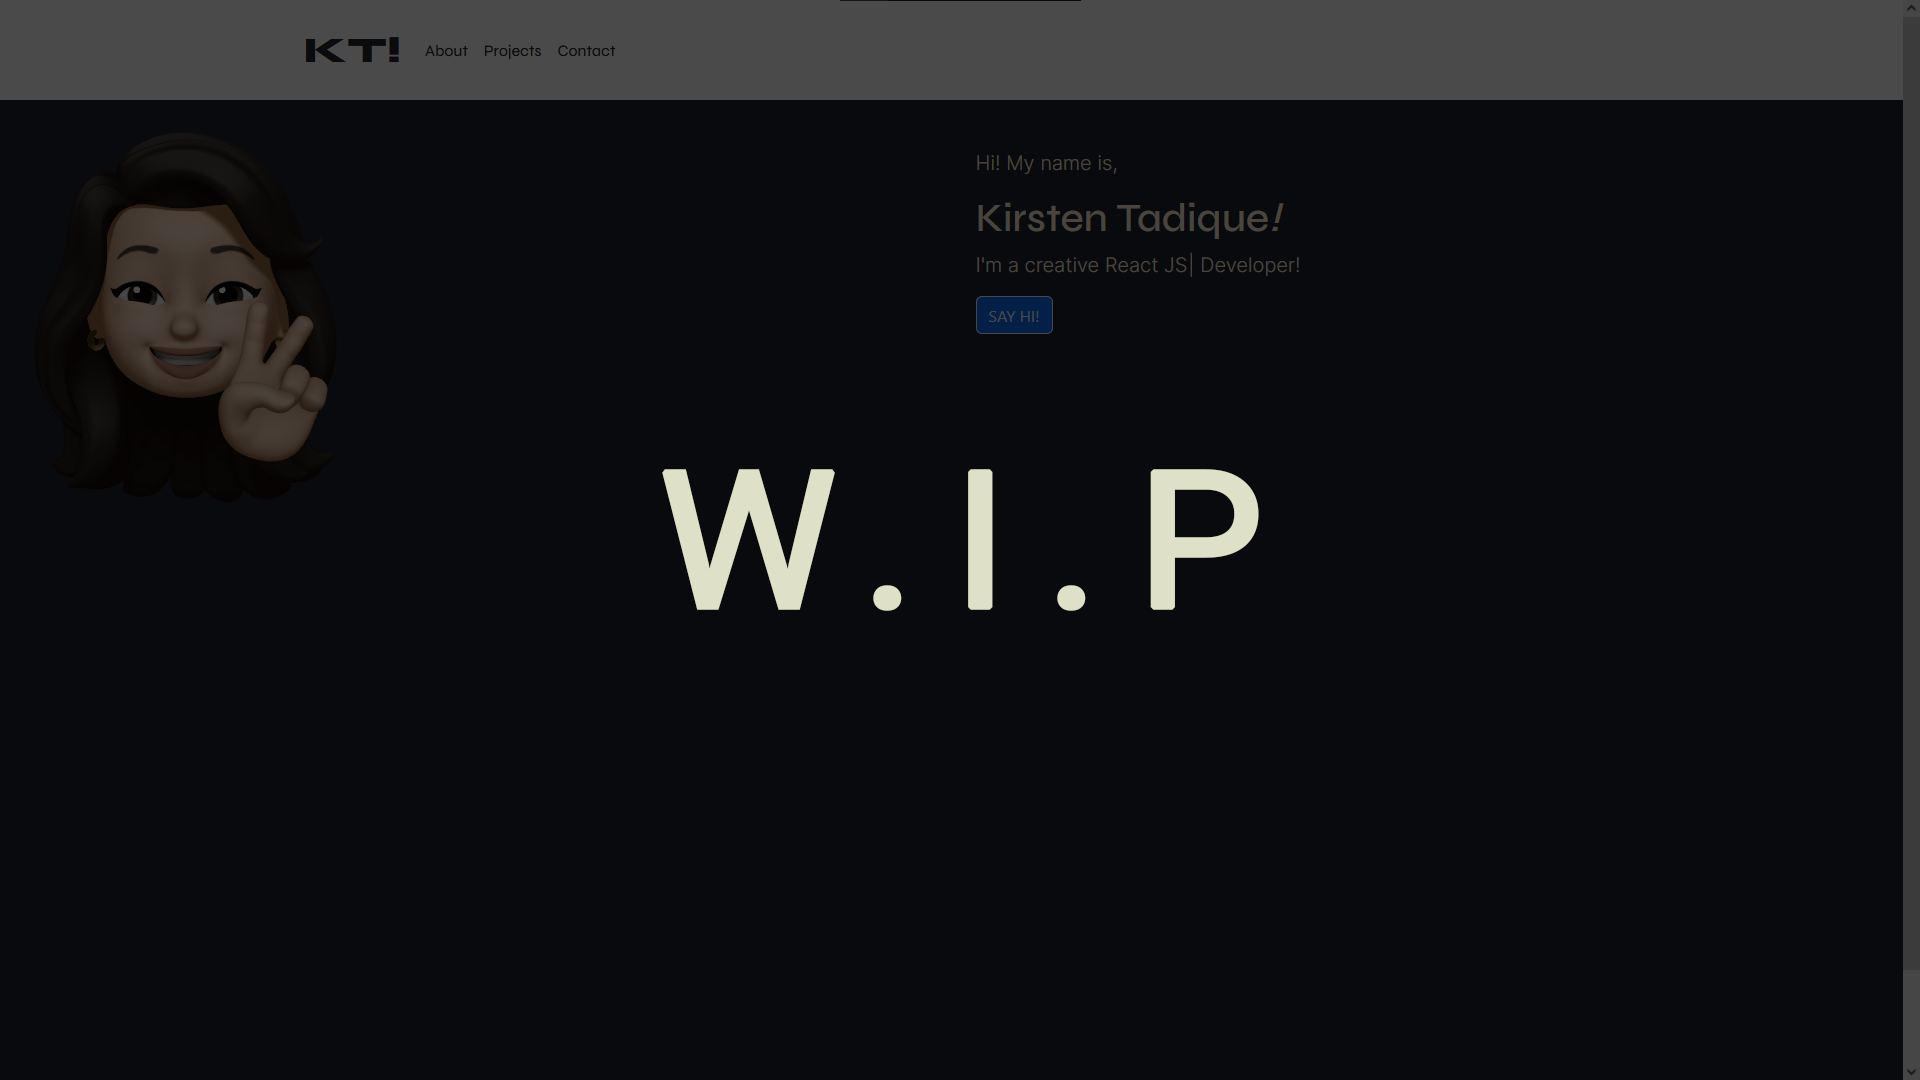 KT! About Projects Contact
Hi! My name is,
Kirsten Tadique!
I'm a creative React JS| Developer!
SAY HI!
W.I.P